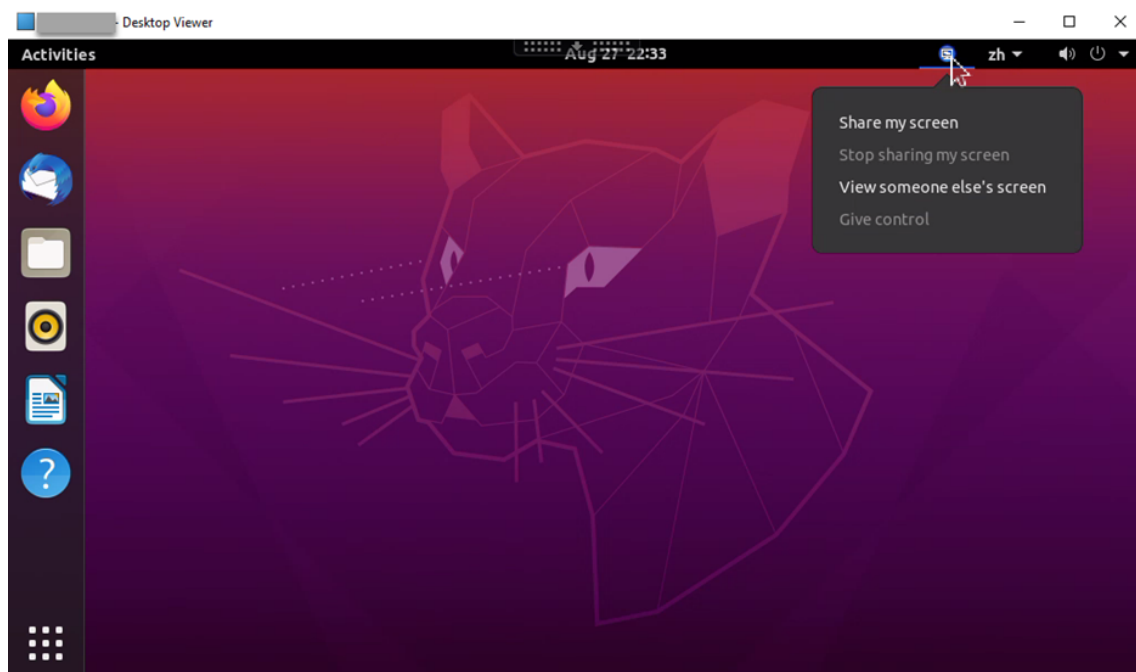 - Desktop Viewer
Activities
Aug 27 22:33
zh
Share my screen
Stop sharing my screen
View someone else's screen
Give control
?